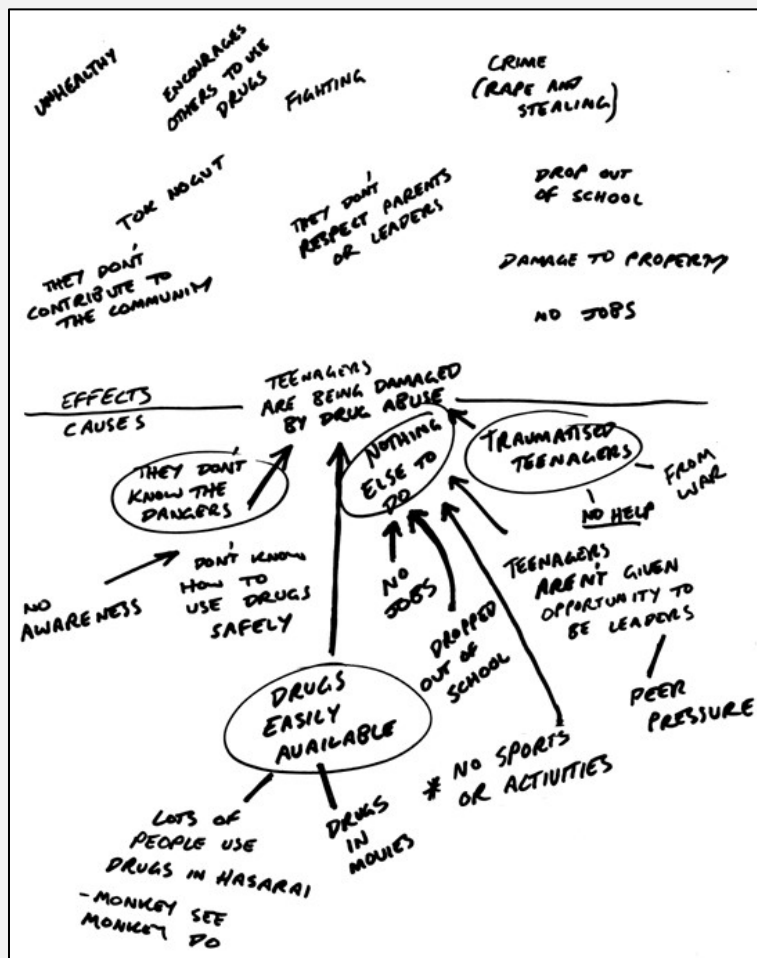 UNHEALTHY
ENCOURAGES
OTHERS TO USE
DRUGS
FIGHTING
CRIME
(RAPE AND
STEALING)
TOK NOGUT
THEY DON'T
RESPECT PARENTS
OR LEADERS
DROP OUT
OF SCHOOL
THEY DON'T
CONTRIBUTE TO
THE COMMUNITY
DAMAGE TO PROPERTY
NO JOBS
EFFECTS
TEENAGERS
ARE BEING DAMAGED
BY DRUG ABUSE
CAUSES
THEY DON'T
KNOW THE
DANGERS
NOTHING
ELSE TO
DO
TRAUMATISED
TEENAGERS
FROM
WAR
NO HELP
NO
AWARENESS
DON'T KNOW
HOW TO
USE DRUGS
SAFELY
NO
JOBS
DROPPED
OUT OF
SCHOOL
TEENAGERS
AREN'T GIVEN
OPPORTUNITY TO
BE LEADERS
PEER
PRESSURE
DRUGS
EASILY
AVAILABLE
* NO SPORTS
OR ACTIVITIES
LOTS OF
PEOPLE USE
DRUGS IN HASARAI
- MONKEY SEE
MONKEY DO
DRUGS
IN
MOVIES